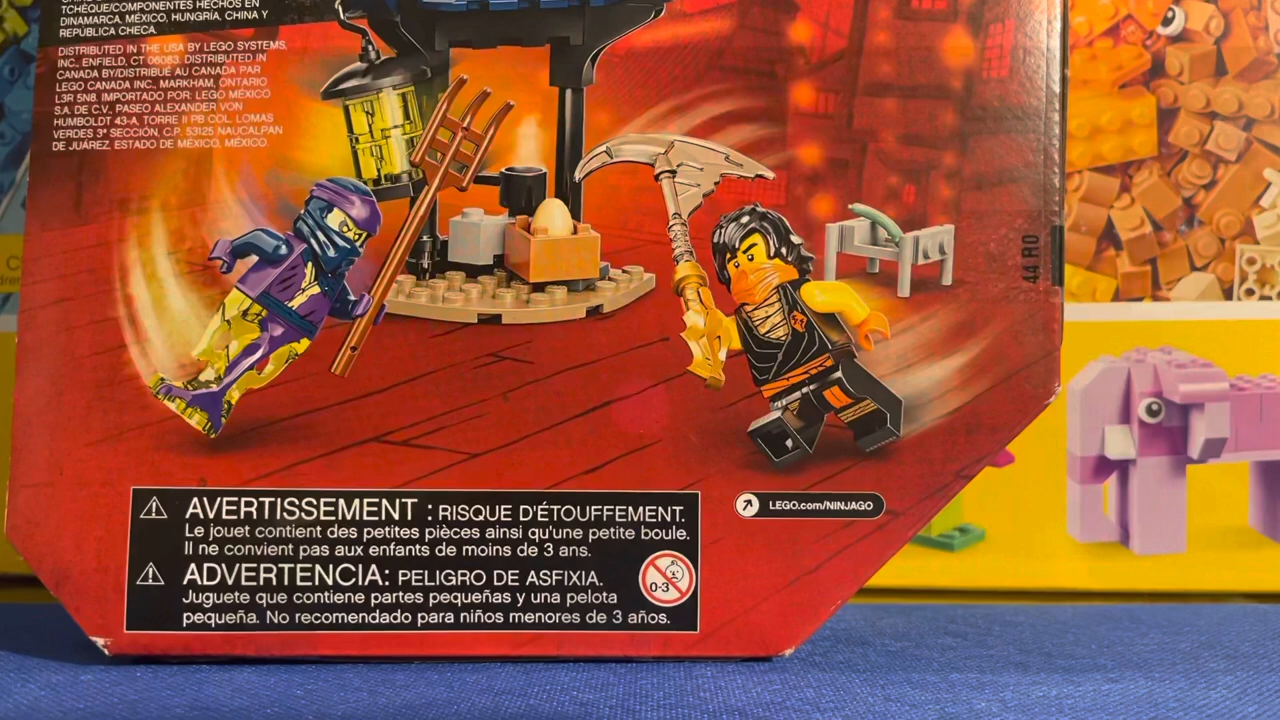 TCHÈQUE/COMPONENTES HECHOS EN
DINAMARCA, MÉXICO, HUNGRÍA, CHINA Y
REPÚBLICA CHECA.
DISTRIBUTED IN THE USA BY LEGO SYSTEMS,
INC., ENFIELD, CT 06083. DISTRIBUTED IN
CANADA BY/DISTRIBUÉ AU CANADA PAR
LEGO CANADA INC., MARKHAM, ONTARIO
L3R 5N8. IMPORTADO POR: LEGO MÉXICO
S.A. DE C.V., PASEO ALEXANDER VON
HUMBOLDT 43-A, TORRE II PB COL. LOMAS
VERDES 3ª SECCIÓN, C.P. 53125 NAUCALPAN
DE JUÁREZ, ESTADO DE MÉXICO, MÉXICO.
44 R0
LEGO.com/NINJAGO
AVERTISSEMENT : RISQUE D'ÉTOUFFEMENT.
Le jouet contient des petites pièces ainsi qu'une petite boule.
Il ne convient pas aux enfants de moins de 3 ans.
ADVERTENCIA: PELIGRO DE ASFIXIA.
Juguete que contiene partes pequeñas y una pelota
pequeña. No recomendado para niños menores de 3 años.
0-3